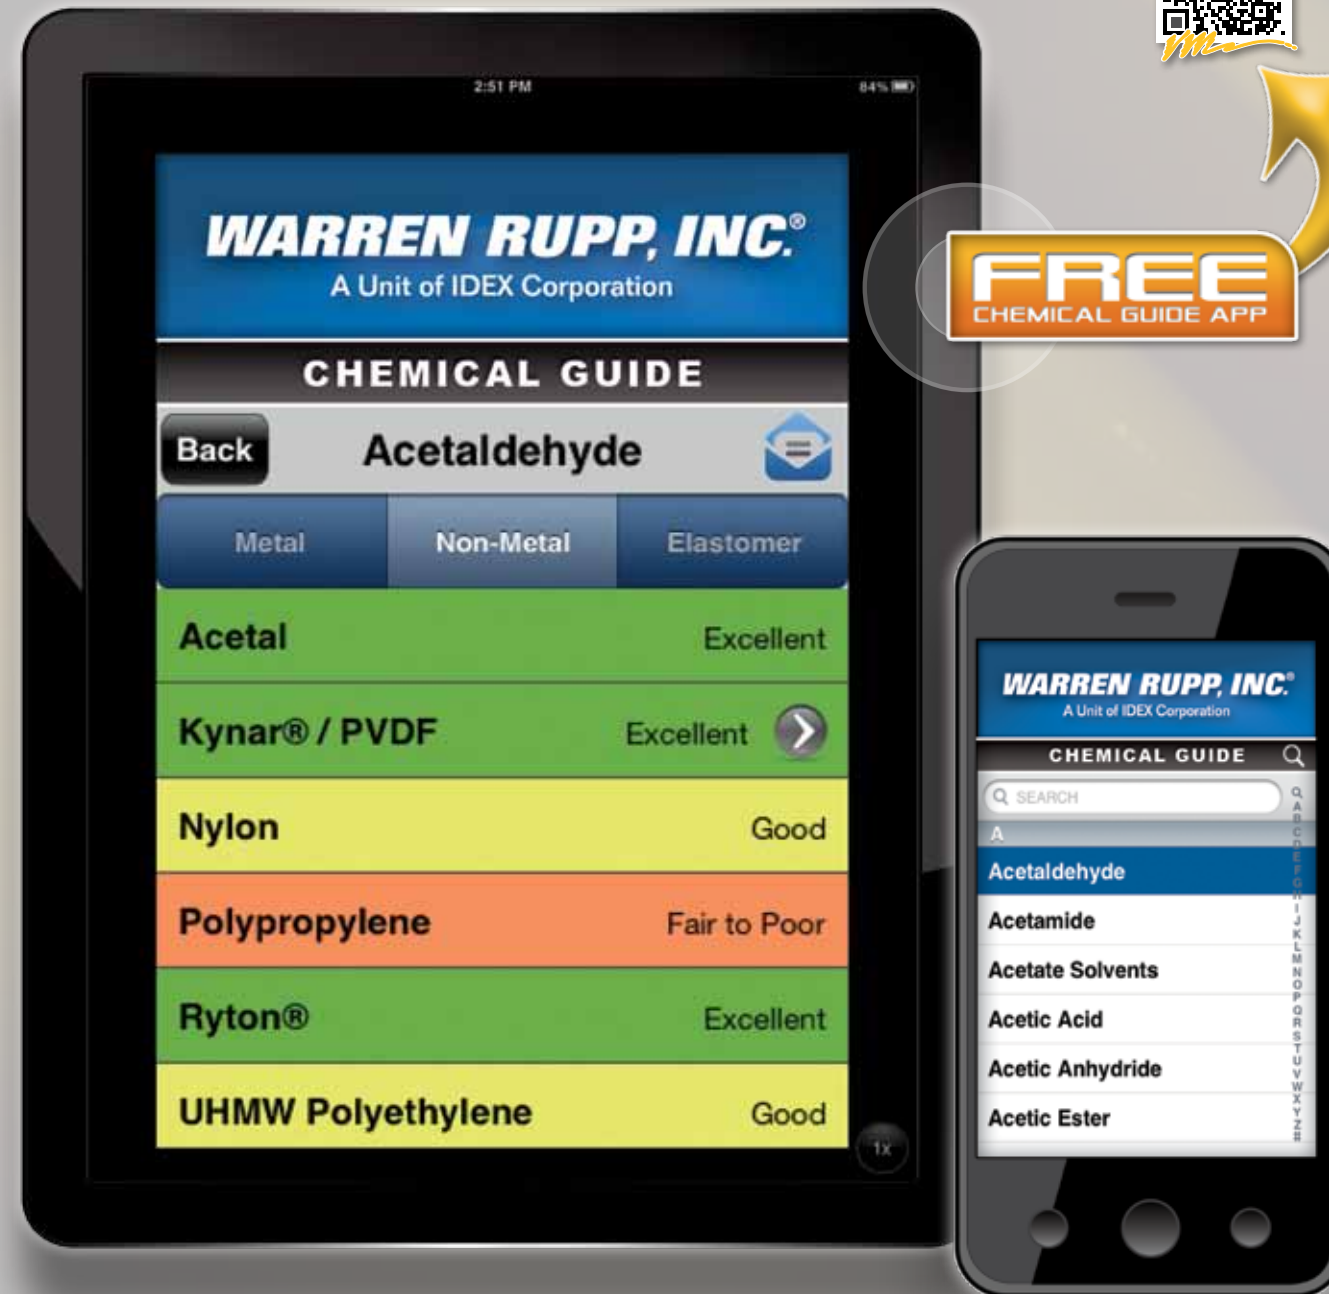 2:51 PM 84%
WARREN RUPP, INC.®
A Unit of IDEX Corporation
CHEMICAL GUIDE
Back Acetaldehyde
Metal Non-Metal Elastomer
Acetal Excellent
Kynar® / PVDF Excellent
Nylon Good
Polypropylene Fair to Poor
Ryton® Excellent
UHMW Polyethylene Good
1x
FREE
CHEMICAL GUIDE APP
WARREN RUPP, INC.®
A Unit of IDEX Corporation
CHEMICAL GUIDE
SEARCH
A
Acetaldehyde
Acetamide
Acetate Solvents
Acetic Acid
Acetic Anhydride
Acetic Ester
A
B
C
D
E
F
G
H
I
J
K
L
M
N
O
P
Q
R
S
T
U
V
W
X
Y
Z
#